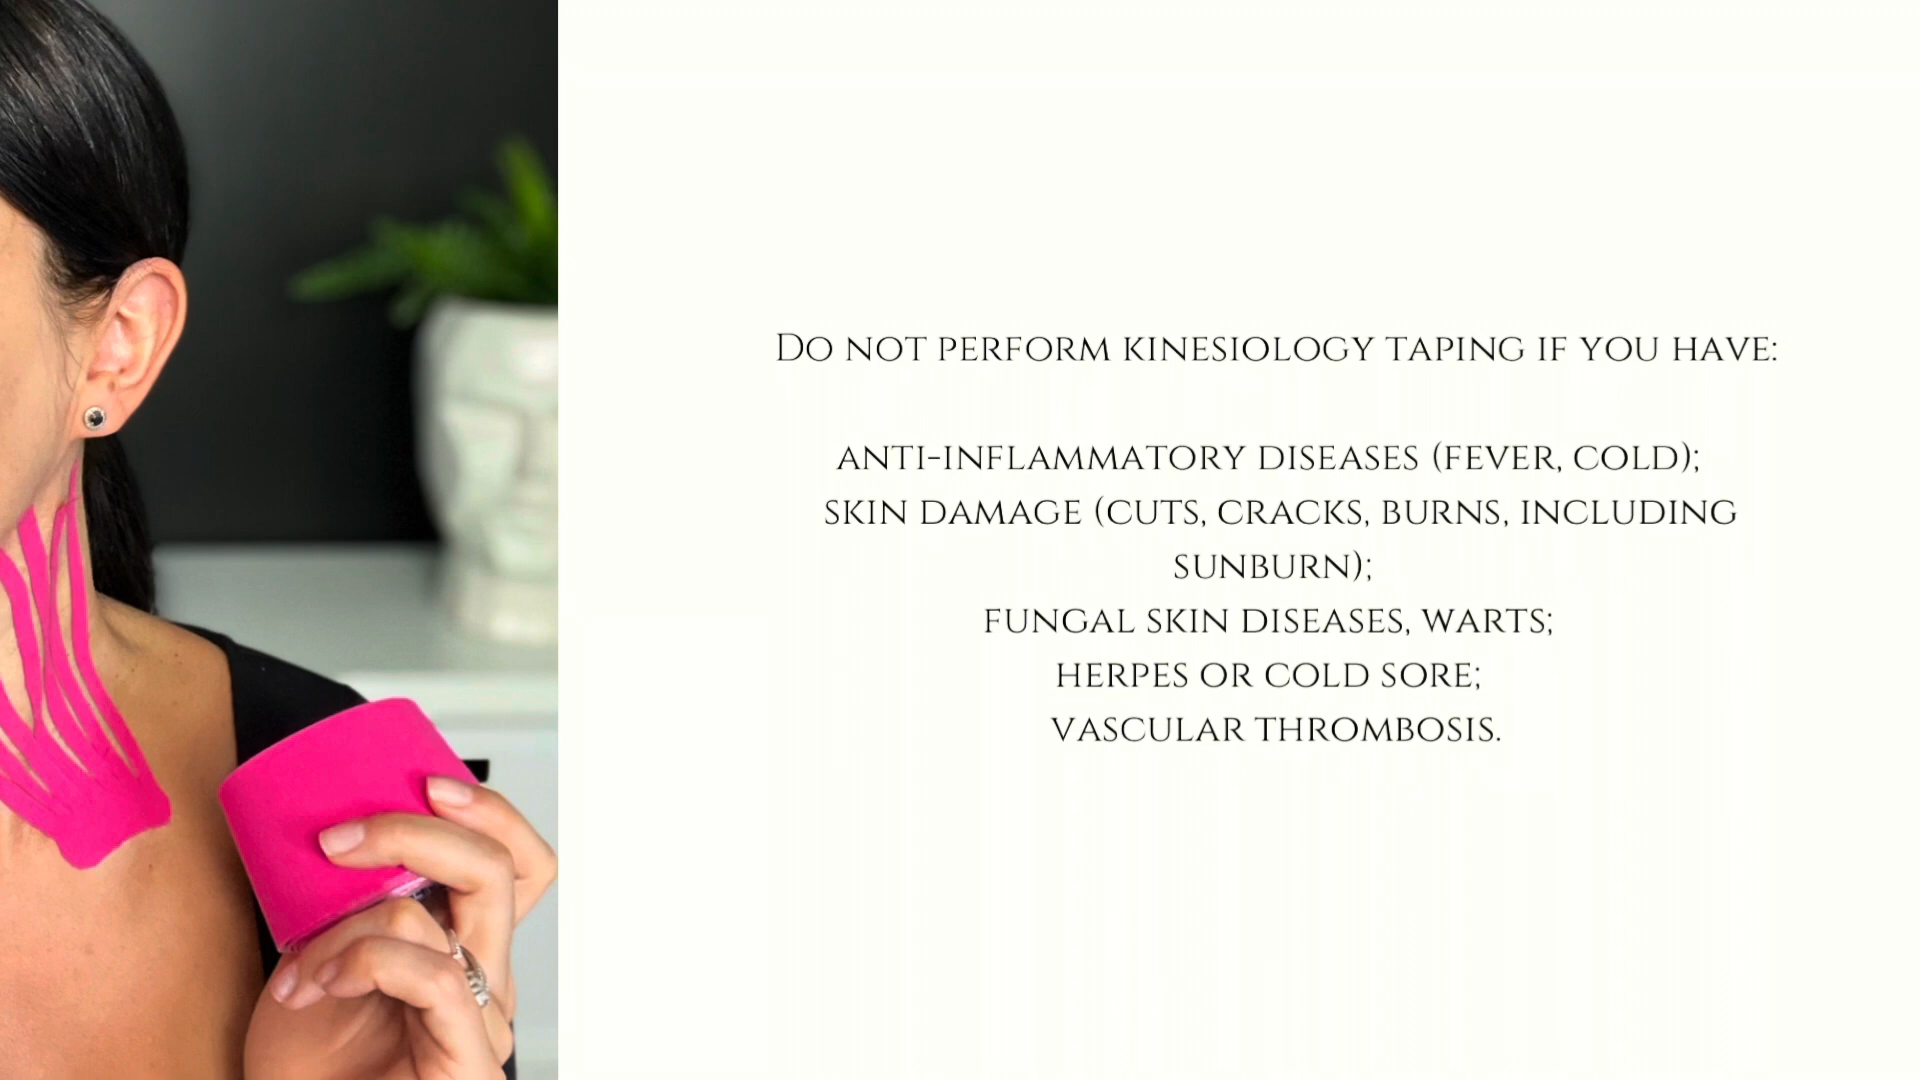 Do not perform kinesiology taping if you have:
anti-inflammatory diseases (fever, cold);
skin damage (cuts, cracks, burns, including
sunburn);
fungal skin diseases, warts;
herpes or cold sore;
vascular thrombosis.